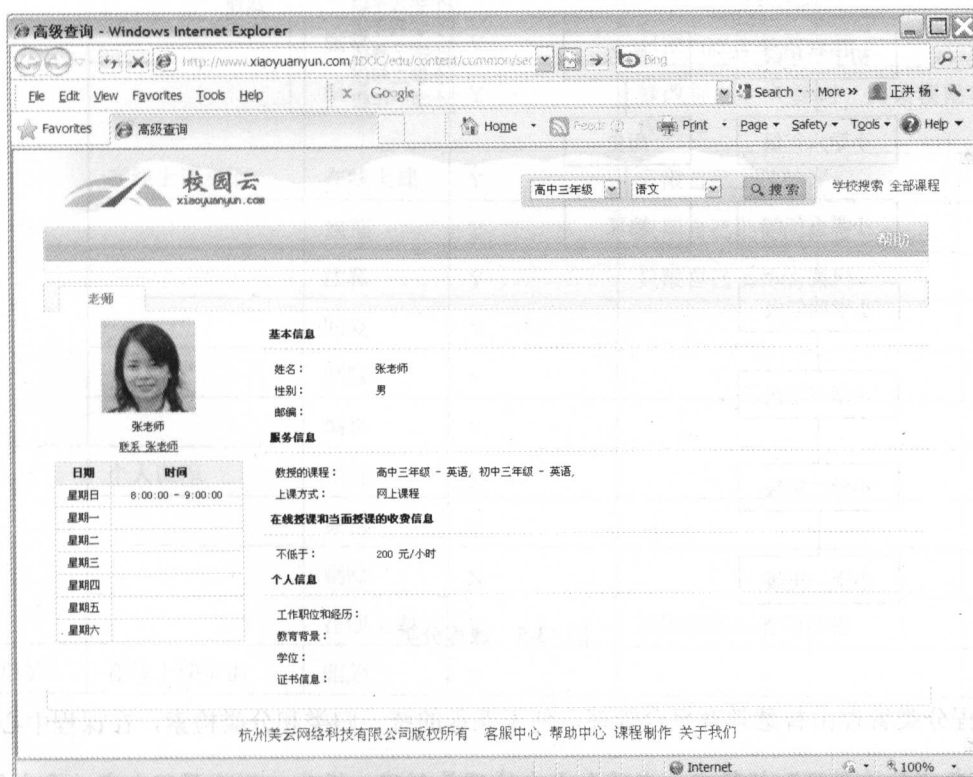 高级查询 - Windows Internet Explorer
http://www.xiaoyuanyun.com/IDOC/edu/content/common/ser
Bing
File Edit View Favorites Tools Help
x Google
Search More » 正洪 杨
Favorites 高级查询
Home Feeds Print Page Safety Tools Help
校园云
xiaoyuanyun.com
高中三年级 语文 搜索 学校搜索 全部课程
帮助
老师
张老师
联系 张老师
日期 时间
星期日 8:00:00 - 9:00:00
星期一
星期二
星期三
星期四
星期五
星期六
基本信息
姓名： 张老师
性别： 男
邮编：
服务信息
教授的课程： 高中三年级 - 英语, 初中三年级 - 英语,
上课方式： 网上课程
在线授课和当面授课的收费信息
不低于： 200 元/小时
个人信息
工作职位和经历：
教育背景：
学位：
证书信息：
杭州美云网络科技有限公司版权所有 客服中心 帮助中心 课程制作 关于我们
Internet 100%